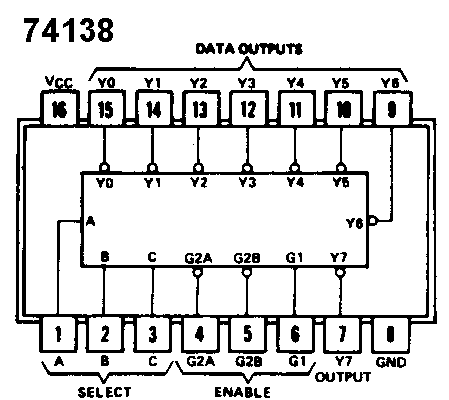 74138
DATA OUTPUTS
VCC Y0 Y1 Y2 Y3 Y4 Y5 Y6
16 15 14 13 12 11 10 9
Y0 Y1 Y2 Y3 Y4 Y5
A Y6
B C G2A G2B G1 Y7
1 2 3 4 5 6 7 8
A B C G2A G2B G1 Y7 GND
SELECT ENABLE OUTPUT